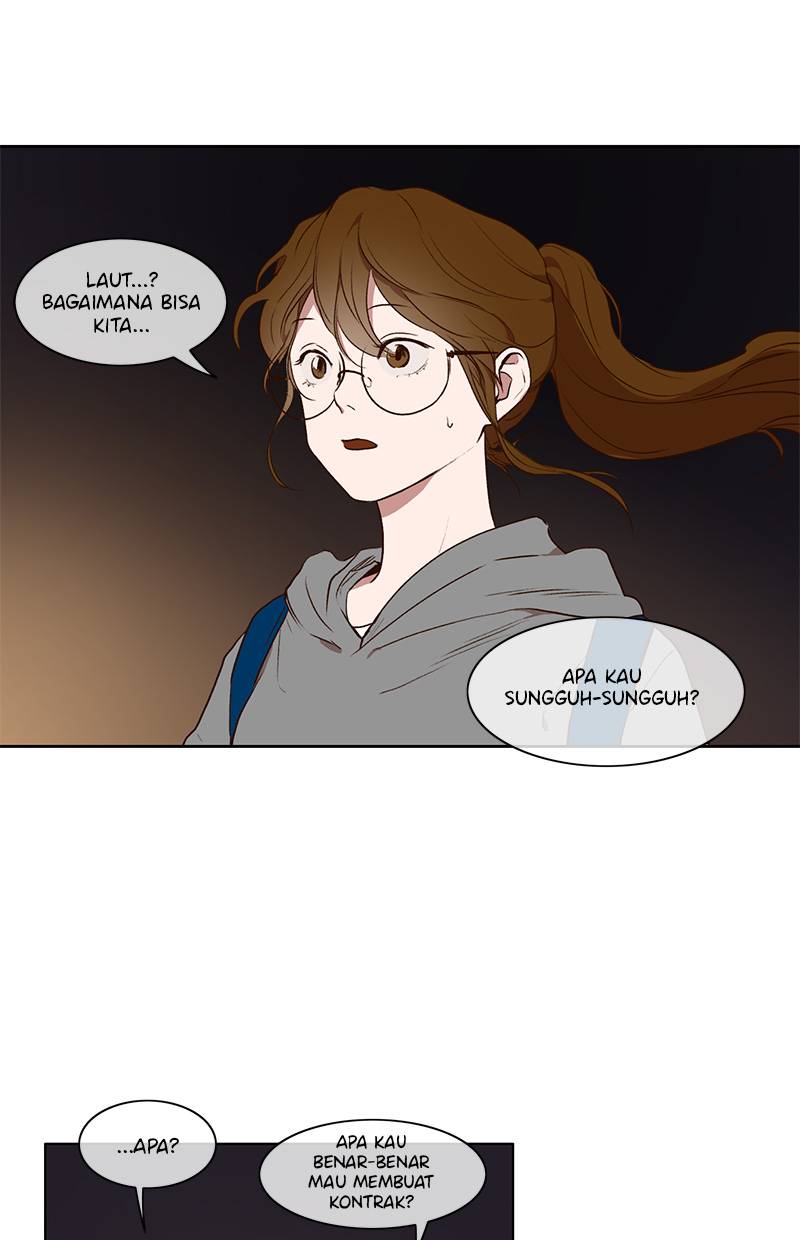 LAUT...?
BAGAIMANA BISA
KITA...
APA KAU
SUNGGUH-SUNGGUH?
...APA?
APA KAU
BENAR-BENAR
MAU MEMBUAT
KONTRAK?